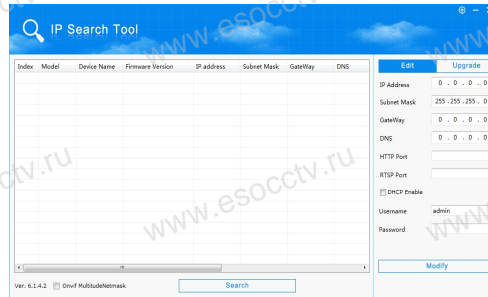 IP Search Tool
Index Model Device Name Firmware Version IP address Subnet Mask GateWay DNS
Edit Upgrade
IP Address 0 . 0 . 0 . 0
Subnet Mask 255 . 255 . 255 . 0
GateWay 0 . 0 . 0 . 0
DNS 0 . 0 . 0 . 0
HTTP Port
RTSP Port
DHCP Enable
Username admin
Password
Modify
Ver. 6.1.4.2 Onvif MultitudeNetmask Search
www.esocctv.ru
www.esocctv.ru